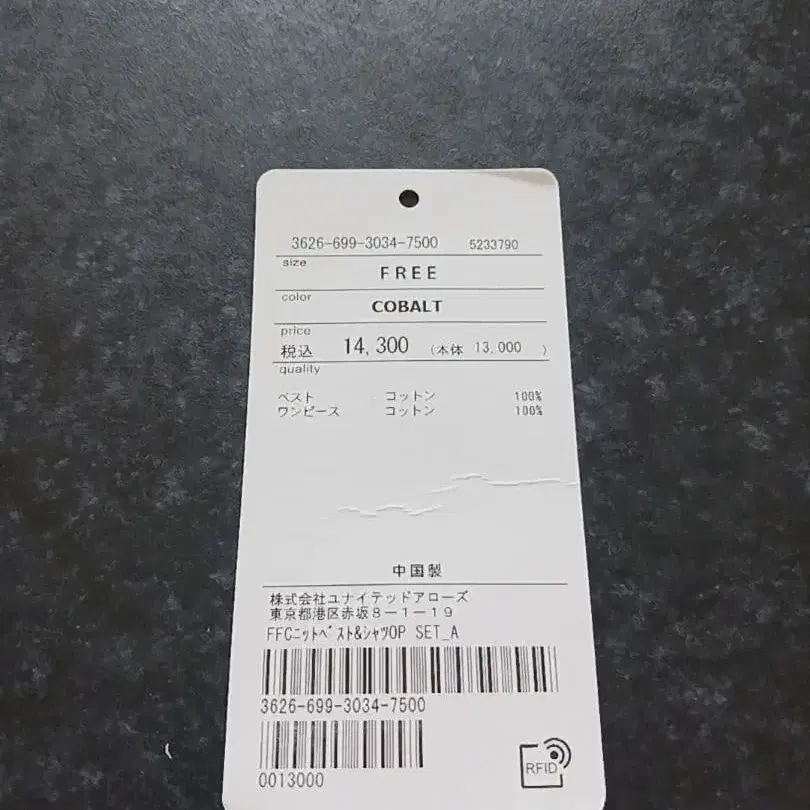 3626-699-3034-7500 5233790
size
FREE
color
COBALT
price
税込 14,300 (本体 13,000 )
quality
ベスト コットン 100%
ワンピース コットン 100%
中国製
株式会社ユナイテッドアローズ
東京都港区赤坂8-1-19
FFCニットベスト&シャツOP SET_A
3626-699-3034-7500
0013000
RFID